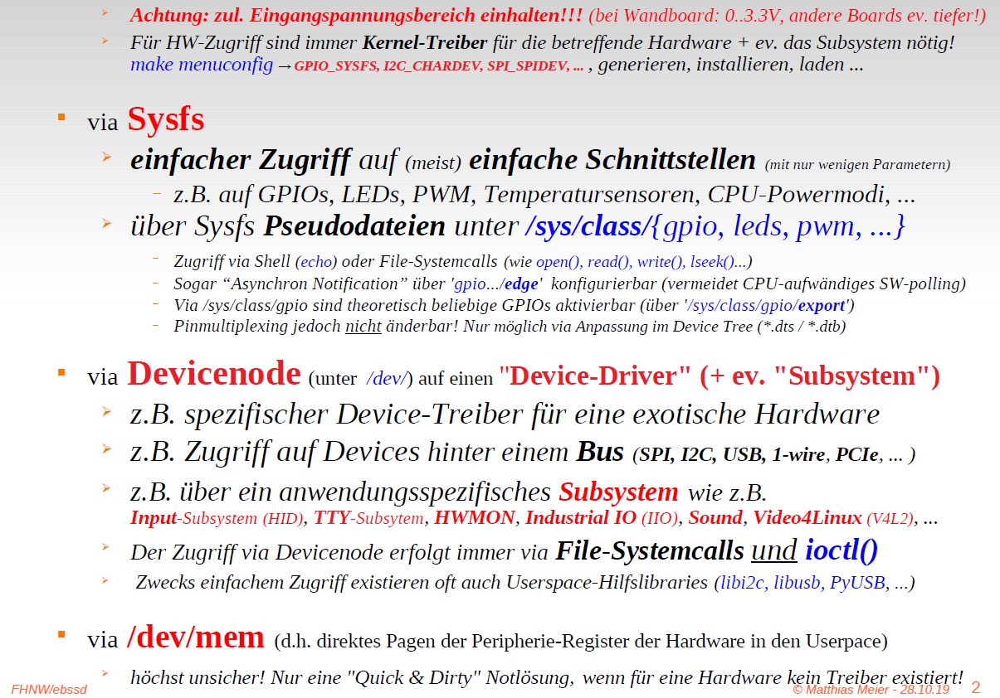 Achtung: zul. Eingangspannungsbereich einhalten!!! (bei Wandboard: 0..3.3V, andere Boards ev. tiefer!)
Für HW-Zugriff sind immer Kernel-Treiber für die betreffende Hardware + ev. das Subsystem nötig!
make menuconfig →GPIO_SYSFS, I2C_CHARDEV, SPI_SPIDEV, ... , generieren, installieren, laden ...
via Sysfs
einfacher Zugriff auf (meist) einfache Schnittstellen (mit nur wenigen Parametern)
– z.B. auf GPIOs, LEDs, PWM, Temperatursensoren, CPU-Powermodi, ...
über Sysfs Pseudodateien unter /sys/class/{gpio, leds, pwm, ...}
– Zugriff via Shell (echo) oder File-Systemcalls (wie open(), read(), write(), lseek()...)
– Sogar “Asynchron Notification” über 'gpio.../edge' konfigurierbar (vermeidet CPU-aufwändiges SW-polling)
– Via /sys/class/gpio sind theoretisch beliebige GPIOs aktivierbar (über '/sys/class/gpio/export')
– Pinmultiplexing jedoch nicht änderbar! Nur möglich via Anpassung im Device Tree (*.dts / *.dtb)
via Devicenode (unter /dev/) auf einen "Device-Driver" (+ ev. "Subsystem")
z.B. spezifischer Device-Treiber für eine exotische Hardware
z.B. Zugriff auf Devices hinter einem Bus (SPI, I2C, USB, 1-wire, PCIe, ... )
z.B. über ein anwendungsspezifisches Subsystem wie z.B.
Input-Subsystem (HID), TTY-Subsytem, HWMON, Industrial IO (IIO), Sound, Video4Linux (V4L2), ...
Der Zugriff via Devicenode erfolgt immer via File-Systemcalls und ioctl()
Zwecks einfachem Zugriff existieren oft auch Userspace-Hilfslibraries (libi2c, libusb, PyUSB, ...)
via /dev/mem (d.h. direktes Pagen der Peripherie-Register der Hardware in den Userpace)
höchst unsicher! Nur eine "Quick & Dirty" Notlösung, wenn für eine Hardware kein Treiber existiert!
FHNW/ebssd © Matthias Meier - 28.10.19 2